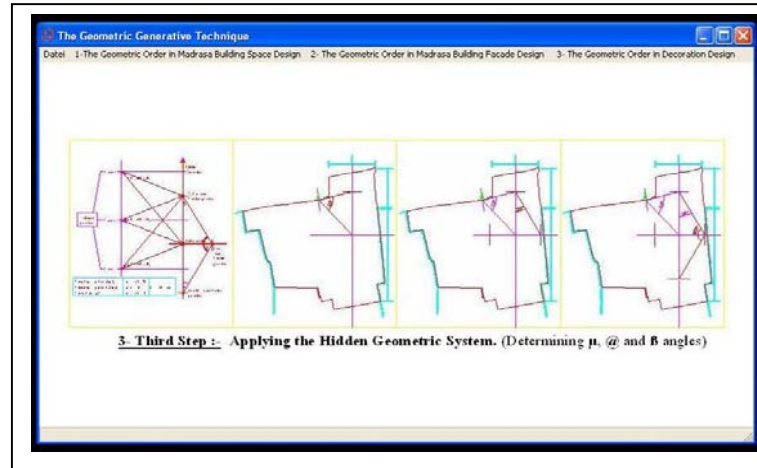 The Geometric Generative Technique
Datei 1-The Geometric Order in Madrasa Building Space Design 2- The Geometric Order in Madrasa Building Facade Design 3- The Geometric Order in Decoration Design
3- Third Step :- Applying the Hidden Geometric System. (Determining µ, @ and ß angles)